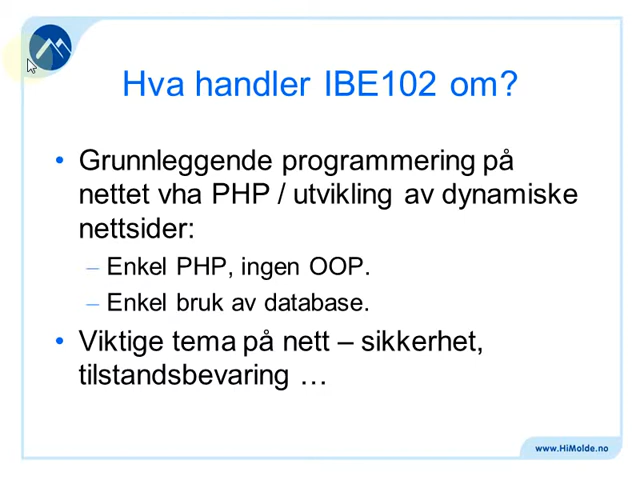 Hva handler IBE102 om?
• Grunnleggende programmering på
nettet vha PHP / utvikling av dynamiske
nettsider:
– Enkel PHP, ingen OOP.
– Enkel bruk av database.
• Viktige tema på nett – sikkerhet,
tilstandsbevaring …
www.HiMolde.no